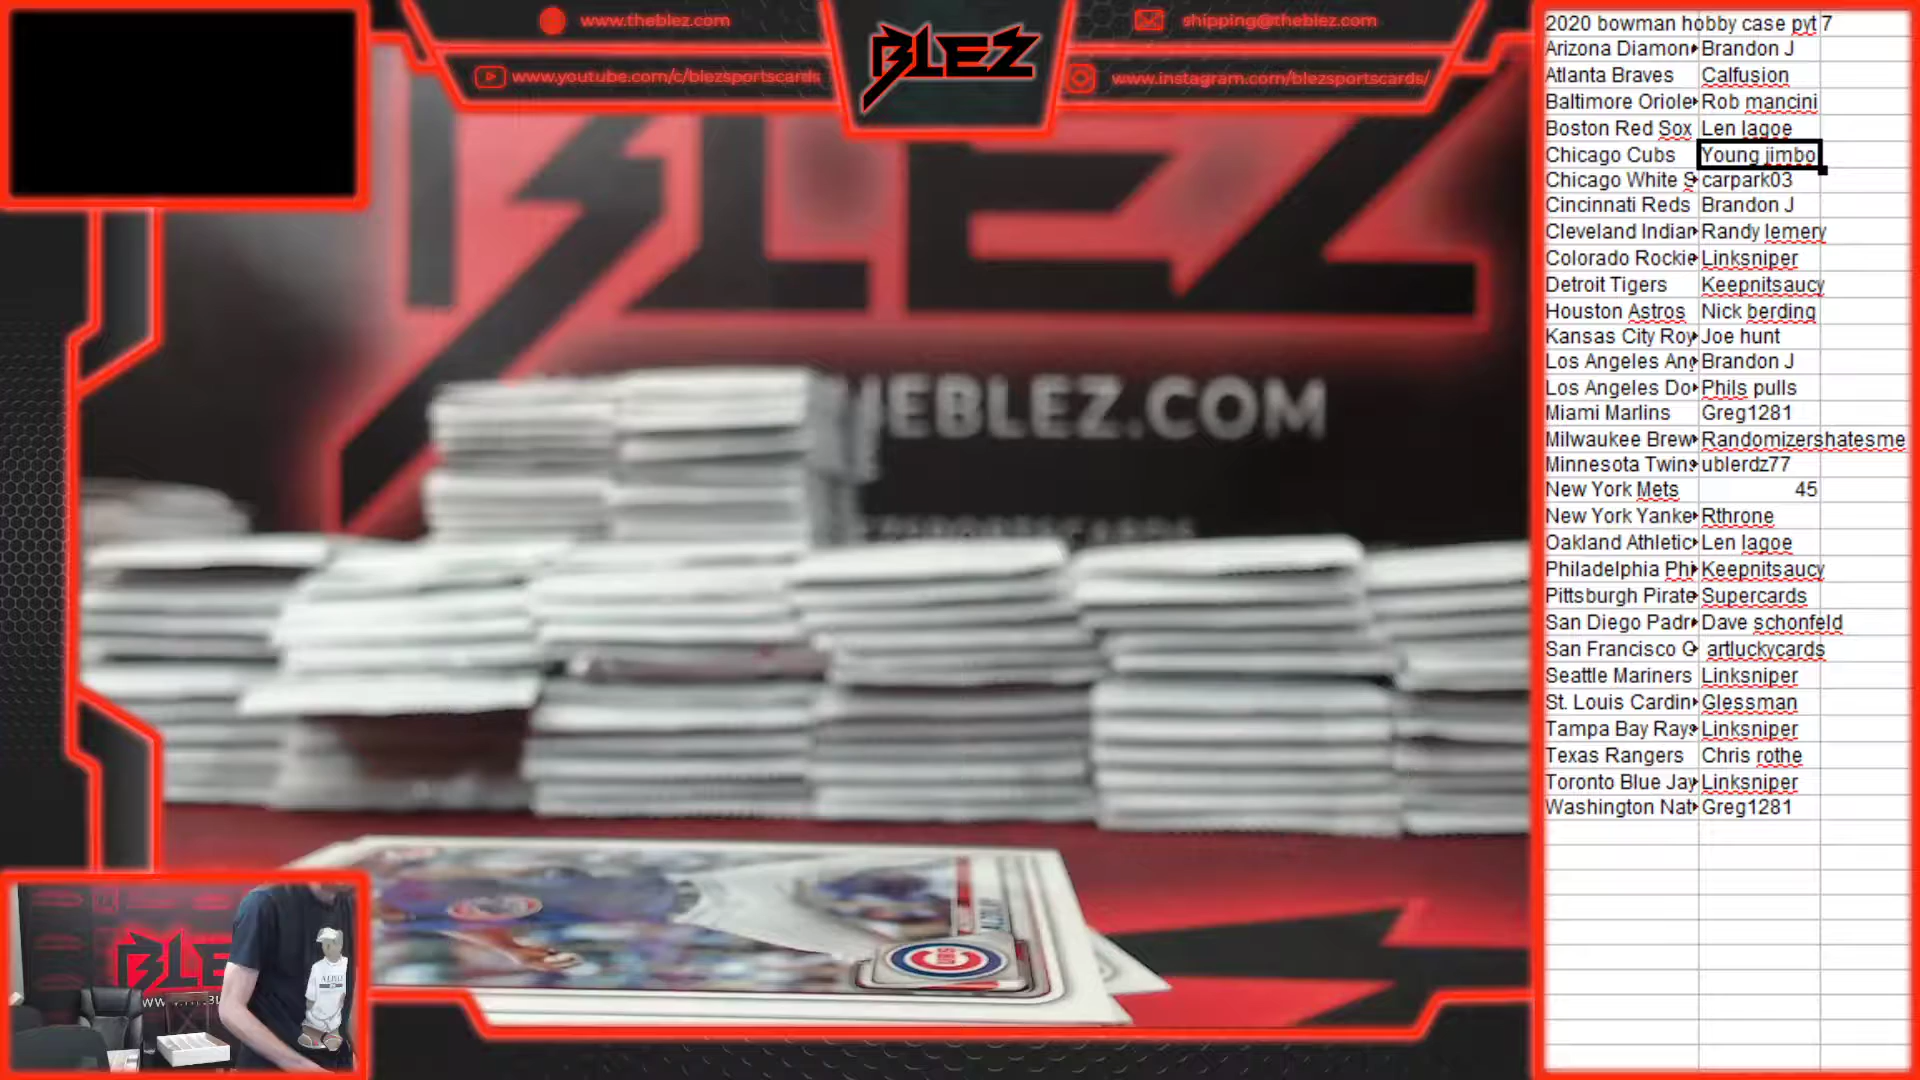 www.theblez.com
www.youtube.com/c/blezsportscards
BLEZ
shipping@theblez.com
www.instagram.com/blezsportscards/
BLEZ
THEBLEZ.COM
CUBS
BLE
2020 bowman hobby case pyt 7
Arizona Diamon Brandon J
Atlanta Braves Calfusion
Baltimore Oriole Rob mancini
Boston Red Sox Len lagoe
Chicago Cubs Young jimbo
Chicago White S carpark03
Cincinnati Reds Brandon J
Cleveland Indian Randy lemery
Colorado Rockie Linksniper
Detroit Tigers Keepnitsaucy
Houston Astros Nick berding
Kansas City Roy Joe hunt
Los Angeles Ang Brandon J
Los Angeles Do Phils pulls
Miami Marlins Greg1281
Milwaukee Brew Randomizershatesme
Minnesota Twins ublerdz77
New York Mets 45
New York Yanke Rthrone
Oakland Athletic Len lagoe
Philadelphia Phi Keepnitsaucy
Pittsburgh Pirate Supercards
San Diego Padr Dave schonfeld
San Francisco G artluckycards
Seattle Mariners Linksniper
St. Louis Cardin Glessman
Tampa Bay Rays Linksniper
Texas Rangers Chris rothe
Toronto Blue Jay Linksniper
Washington Nat Greg1281